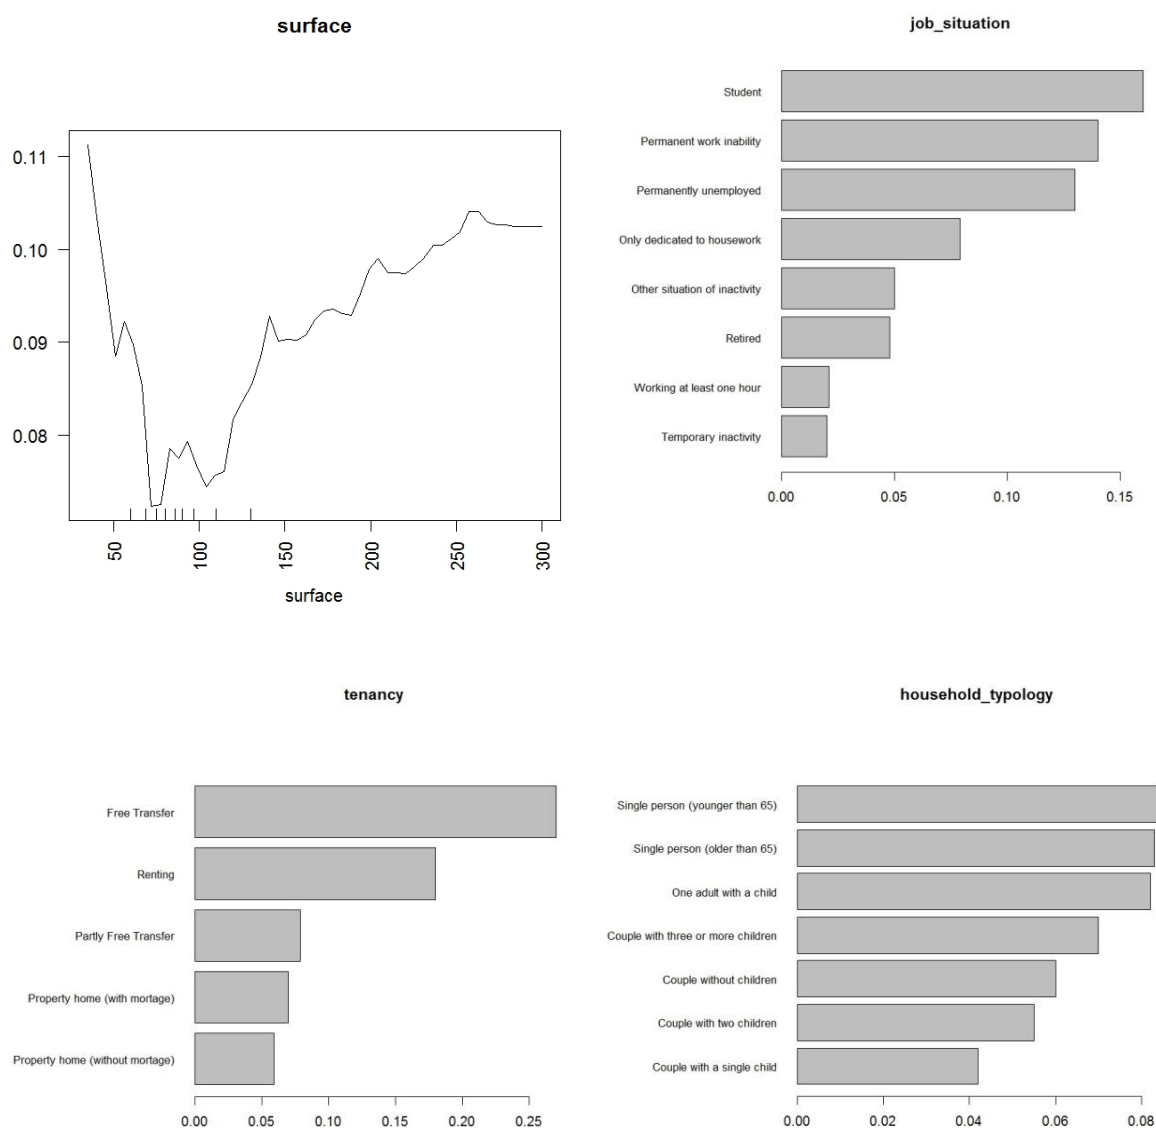 surface
0.11
0.10
0.09
0.08
50
100
150
200
250
300
surface
job_situation
Student
Permanent work inability
Permanently unemployed
Only dedicated to housework
Other situation of inactivity
Retired
Working at least one hour
Temporary inactivity
0.00 0.05 0.10 0.15
tenancy
Free Transfer
Renting
Partly Free Transfer
Property home (with mortage)
Property home (without mortage)
0.00 0.05 0.10 0.15 0.20 0.25
household_typology
Single person (younger than 65)
Single person (older than 65)
One adult with a child
Couple with three or more children
Couple without children
Couple with two children
Couple with a single child
0.00 0.02 0.04 0.06 0.08